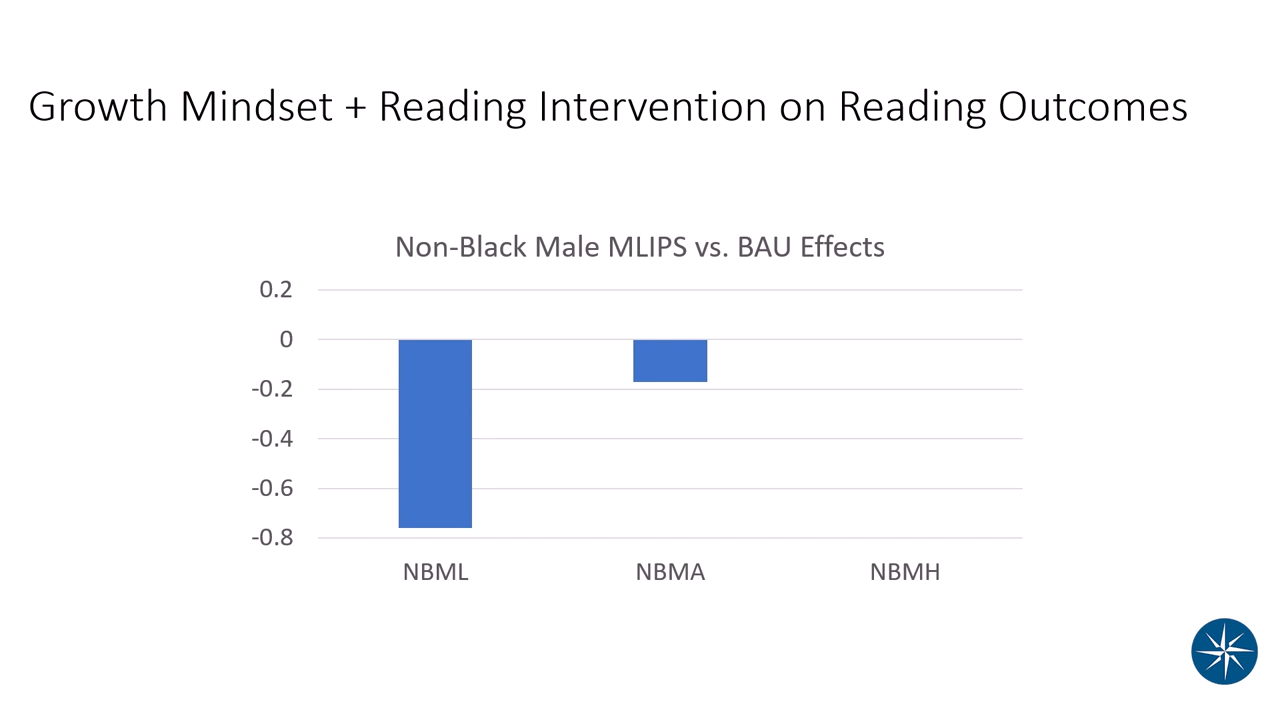 Growth Mindset + Reading Intervention on Reading Outcomes
Non-Black Male MLIPS vs. BAU Effects
0.2
0
-0.2
-0.4
-0.6
-0.8
NBML NBMA NBMH